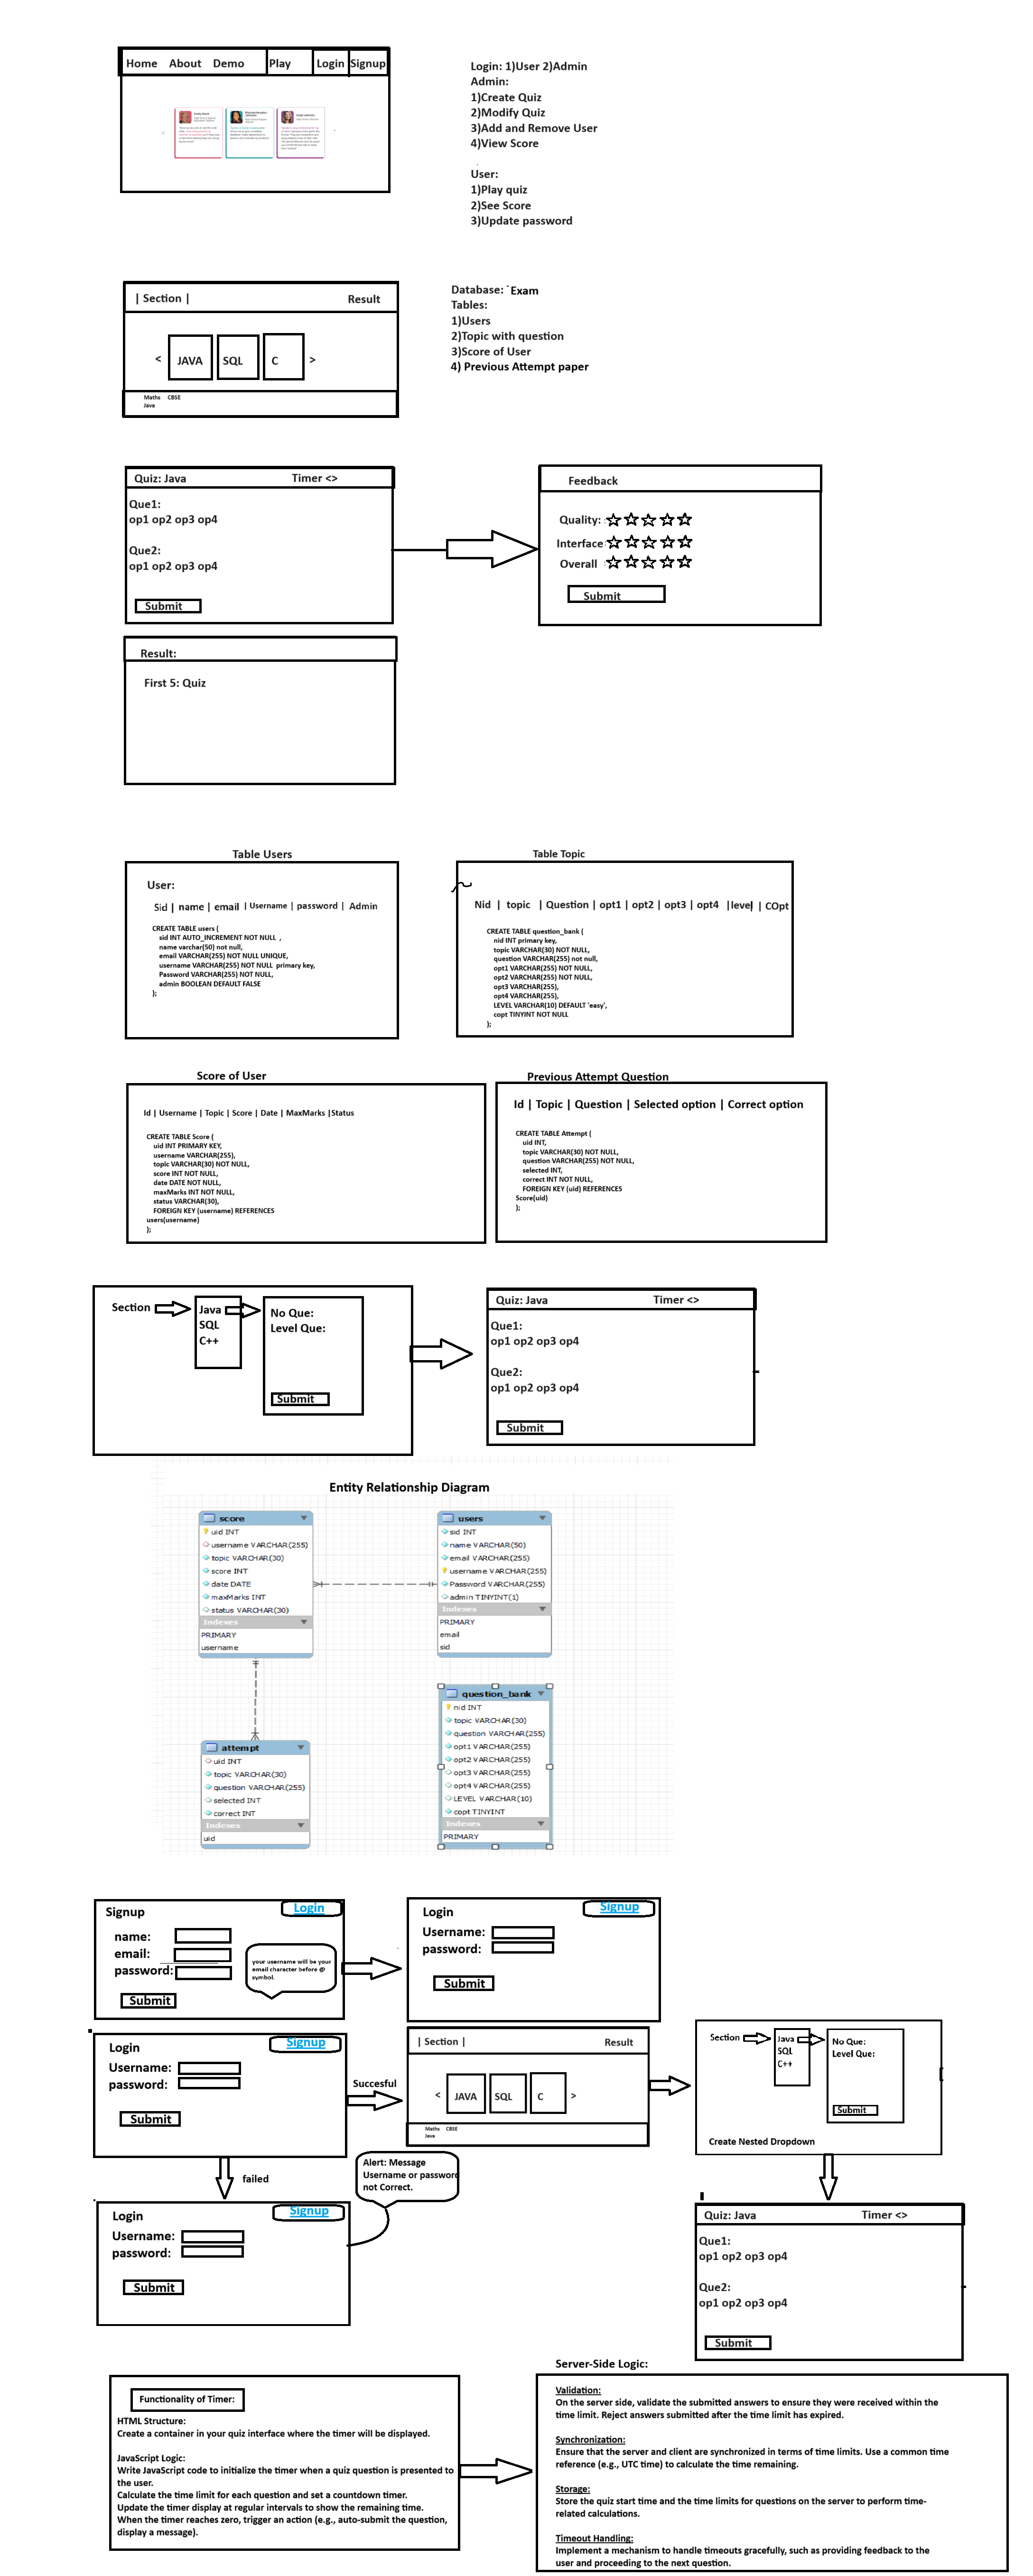 Home About Demo Play Login Signup
Login: 1)User 2)Admin
Admin:
1)Create Quiz
2)Modify Quiz
3)Add and Remove User
4)View Score
User:
1)Play quiz
2)See Score
3)Update password
| Section | Result
< JAVA SQL C >
Maths CBSE
Java
Database: Exam
Tables:
1)Users
2)Topic with question
3)Score of User
4) Previous Attempt paper
Quiz: Java Timer <>
Que1:
op1 op2 op3 op4
Que2:
op1 op2 op3 op4
Submit
Feedback
Quality:
Interface
Overall
Submit
Result:
First 5: Quiz
Table Users
User:
Sid | name | email | Username | password | Admin
CREATE TABLE users (
sid INT AUTO_INCREMENT NOT NULL ,
name varchar(50) not null,
email VARCHAR(255) NOT NULL UNIQUE,
username VARCHAR(255) NOT NULL primary key,
Password VARCHAR(255) NOT NULL,
admin BOOLEAN DEFAULT FALSE
);
Table Topic
Nid | topic | Question | opt1 | opt2 | opt3 | opt4 |level | COpt
CREATE TABLE question_bank (
nid INT primary key,
topic VARCHAR(30) NOT NULL,
question VARCHAR(255) not null,
opt1 VARCHAR(255) NOT NULL,
opt2 VARCHAR(255) NOT NULL,
opt3 VARCHAR(255),
opt4 VARCHAR(255),
LEVEL VARCHAR(10) DEFAULT 'easy',
copt TINYINT NOT NULL
);
Score of User
Id | Username | Topic | Score | Date | MaxMarks |Status
CREATE TABLE Score (
uid INT PRIMARY KEY,
username VARCHAR(255),
topic VARCHAR(30) NOT NULL,
score INT NOT NULL,
date DATE NOT NULL,
maxMarks INT NOT NULL,
status VARCHAR(30),
FOREIGN KEY (username) REFERENCES
users(username)
);
Previous Attempt Question
Id | Topic | Question | Selected option | Correct option
CREATE TABLE Attempt (
uid INT,
topic VARCHAR(30) NOT NULL,
question VARCHAR(255) NOT NULL,
selected INT,
correct INT NOT NULL,
FOREIGN KEY (uid) REFERENCES
Score(uid)
);
Section
Java
SQL
C++
No Que:
Level Que:
Submit
Quiz: Java Timer <>
Que1:
op1 op2 op3 op4
Que2:
op1 op2 op3 op4
Submit
Entity Relationship Diagram
score
uid INT
username VARCHAR(255)
topic VARCHAR(30)
score INT
date DATE
maxMarks INT
status VARCHAR(30)
Indexes
PRIMARY
username
users
sid INT
name VARCHAR(50)
email VARCHAR(255)
username VARCHAR(255)
Password VARCHAR(255)
admin TINYINT(1)
Indexes
PRIMARY
email
sid
attempt
uid INT
topic VARCHAR(30)
question VARCHAR(255)
selected INT
correct INT
Indexes
uid
question_bank
nid INT
topic VARCHAR(30)
question VARCHAR(255)
opt1 VARCHAR(255)
opt2 VARCHAR(255)
opt3 VARCHAR(255)
opt4 VARCHAR(255)
LEVEL VARCHAR(10)
copt TINYINT
Indexes
PRIMARY
Signup Login
name:
email:
password:
Submit
your username will be your
email character before @
symbol.
Login Signup
Username:
password:
Submit
Login Signup
Username:
password:
Submit
Succesful
| Section | Result
< JAVA SQL C >
Maths CBSE
Java
Section
Java
SQL
C++
No Que:
Level Que:
Submit
Create Nested Dropdown
failed
Alert: Message
Username or password
not Correct.
Login Signup
Username:
password:
Submit
Quiz: Java Timer <>
Que1:
op1 op2 op3 op4
Que2:
op1 op2 op3 op4
Submit
Functionality of Timer:
HTML Structure:
Create a container in your quiz interface where the timer will be displayed.
JavaScript Logic:
Write JavaScript code to initialize the timer when a quiz question is presented to
the user.
Calculate the time limit for each question and set a countdown timer.
Update the timer display at regular intervals to show the remaining time.
When the timer reaches zero, trigger an action (e.g., auto-submit the question,
display a message).
Server-Side Logic:
Validation:
On the server side, validate the submitted answers to ensure they were received within the
time limit. Reject answers submitted after the time limit has expired.
Synchronization:
Ensure that the server and client are synchronized in terms of time limits. Use a common time
reference (e.g., UTC time) to calculate the time remaining.
Storage:
Store the quiz start time and the time limits for questions on the server to perform time-
related calculations.
Timeout Handling:
Implement a mechanism to handle timeouts gracefully, such as providing feedback to the
user and proceeding to the next question.